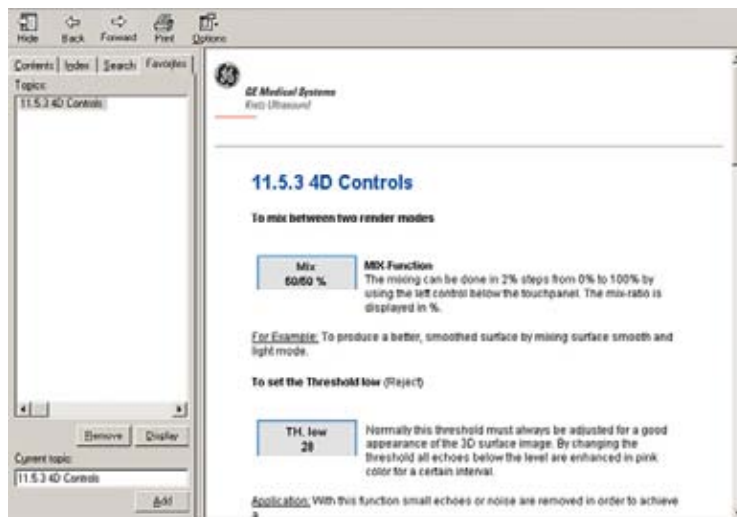 Hide Back Forward Print Options
Contents Index Search Favorites
Topics:
11.5.3 4D Controls
Remove Display
Current topic:
11.5.3 4D Controls
Add
GE Medical Systems
Kretz Ultrasound
11.5.3 4D Controls
To mix between two render modes
Mix
60/60 %
MIX-Function
The mixing can be done in 2% steps from 0% to 100% by
using the left control below the touchpanel. The mix-ratio is
displayed in %.
For Example: To produce a better, smoothed surface by mixing surface smooth and
light mode.
To set the Threshold low (Reject)
TH. low
28
Normally this threshold must always be adjusted for a good
appearance of the 3D surface image. By changing the
threshold all echoes below the level are enhanced in pink
color for a certain interval.
Application: With this function small echoes or noise are removed in order to achieve
a